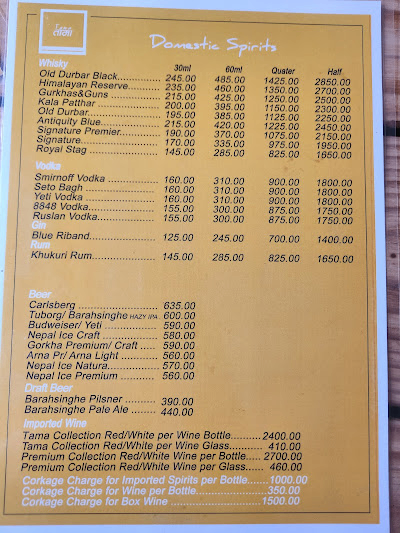 Domestic Spirits
Whisky 30ml 60ml Quater Half
Old Durbar Black............ 245.00 485.00 1425.00 2850.00
Himalayan Reserve.......... 235.00 460.00 1350.00 2700.00
Gurkhas&Guns............... 215.00 425.00 1250.00 2500.00
Kala Patthar ................... 200.00 395.00 1150.00 2300.00
Old Durbar...................... 195.00 385.00 1125.00 2250.00
Antiquity Blue................. 215.00 420.00 1225.00 2450.00
Signature Premier........... 190.00 370.00 1075.00 2150.00
Signature........................ 170.00 335.00 975.00 1950.00
Royal Stag ..................... 145.00 285.00 825.00 1650.00
Vodka
Smirnoff Vodka .............. 160.00 310.00 900.00 1800.00
Seto Bagh ..................... 160.00 310.00 900.00 1800.00
Yeti Vodka ..................... 160.00 310.00 900.00 1800.00
8848 Vodka.................... 155.00 300.00 875.00 1750.00
Ruslan Vodka................. 155.00 300.00 875.00 1750.00
Gin
Blue Riband.................... 125.00 245.00 700.00 1400.00
Rum
Khukuri Rum................... 145.00 285.00 825.00 1650.00
Beer
Carlsberg ........................ 635.00
Tuborg/ Barahsinghe HAZY IPA .. 600.00
Budweiser/ Yeti ................ 590.00
Nepal Ice Craft ................. 580.00
Gorkha Premium/ Craft ..... 590.00
Arna Pr/ Arna Light ............ 560.00
Nepal Ice Natura............... 570.00
Nepal Ice Premium ........... 560.00
Draft Beer
Barahsinghe Pilsner .......... 390.00
Barahsinghe Pale Ale ....... 440.00
Imported Wine
Tama Collection Red/White per Wine Bottle.......... 2400.00
Tama Collection Red/White per Wine Glass........... 410.00
Premium Collection Red/White per Wine Bottle..... 2700.00
Premium Collection Red/White per Wine Glass...... 460.00
Corkage Charge for Imported Spirits per Bottle....... 1000.00
Corkage Charge for Wine per Bottle..................... 350.00
Corkage Charge for Box Wine ........................... 1500.00